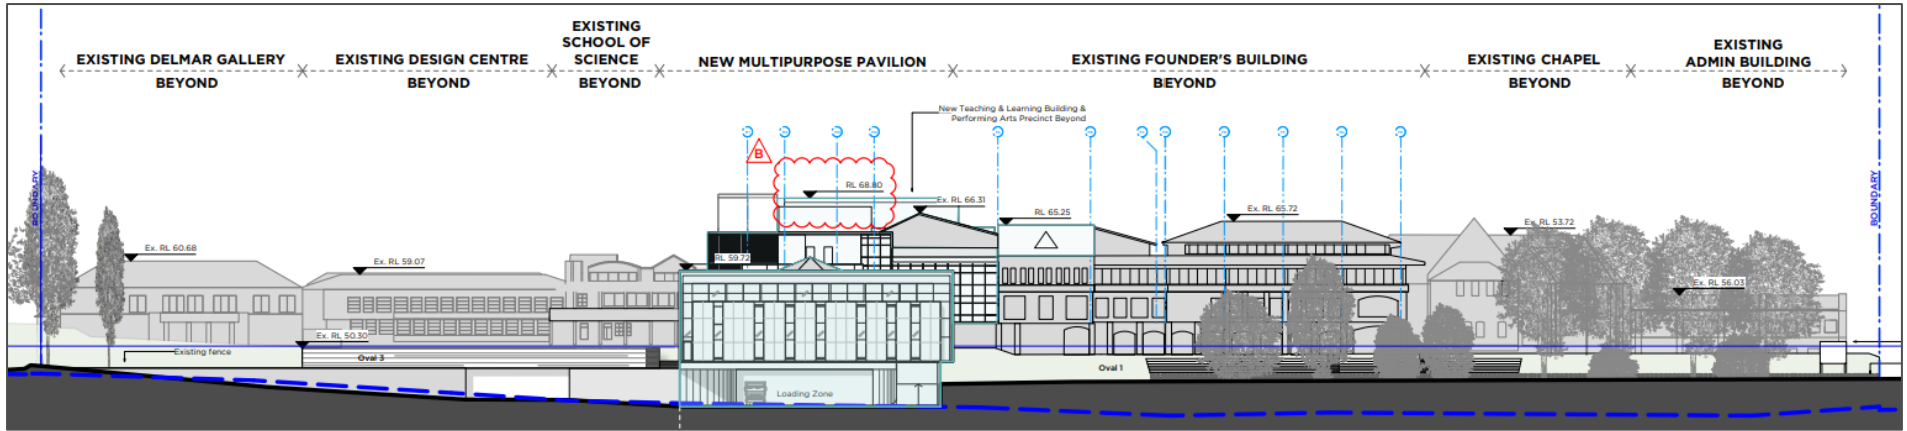 EXISTING DELMAR GALLERY
BEYOND
EXISTING DESIGN CENTRE
BEYOND
EXISTING
SCHOOL OF
SCIENCE
BEYOND
NEW MULTIPURPOSE PAVILION
EXISTING FOUNDER'S BUILDING
BEYOND
EXISTING CHAPEL
BEYOND
EXISTING
ADMIN BUILDING
BEYOND
New Teaching & Learning Building &
Performing Arts Precinct Beyond
B
BOUNDARY
BOUNDARY
RL 68.80
Ex. RL 66.31
RL 65.25
Ex. RL 65.72
Ex. RL 53.72
Ex. RL 60.68
Ex. RL 59.07
RL 59.72
Ex. RL 56.03
Ex. RL 50.30
Existing fence
Oval 3
Oval 1
Loading Zone